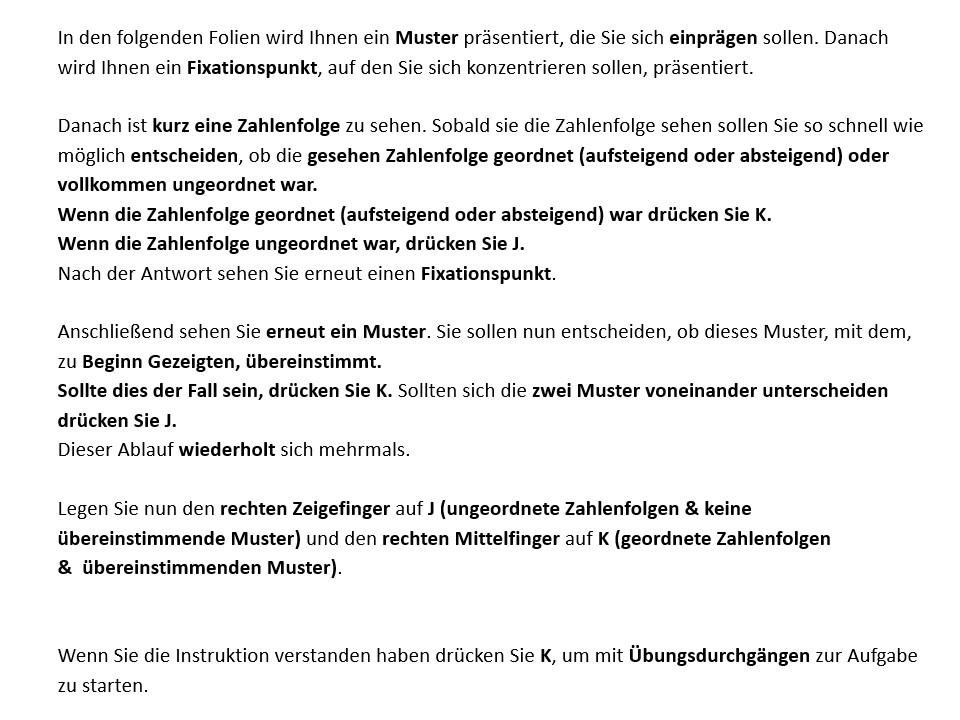 In den folgenden Folien wird Ihnen ein Muster präsentiert, die Sie sich einprägen sollen. Danach
wird Ihnen ein Fixationspunkt, auf den Sie sich konzentrieren sollen, präsentiert.
Danach ist kurz eine Zahlenfolge zu sehen. Sobald sie die Zahlenfolge sehen sollen Sie so schnell wie
möglich entscheiden, ob die gesehen Zahlenfolge geordnet (aufsteigend oder absteigend) oder
vollkommen ungeordnet war.
Wenn die Zahlenfolge geordnet (aufsteigend oder absteigend) war drücken Sie K.
Wenn die Zahlenfolge ungeordnet war, drücken Sie J.
Nach der Antwort sehen Sie erneut einen Fixationspunkt.
Anschließend sehen Sie erneut ein Muster. Sie sollen nun entscheiden, ob dieses Muster, mit dem,
zu Beginn Gezeigten, übereinstimmt.
Sollte dies der Fall sein, drücken Sie K. Sollten sich die zwei Muster voneinander unterscheiden
drücken Sie J.
Dieser Ablauf wiederholt sich mehrmals.
Legen Sie nun den rechten Zeigefinger auf J (ungeordnete Zahlenfolgen & keine
übereinstimmende Muster) und den rechten Mittelfinger auf K (geordnete Zahlenfolgen
&  übereinstimmenden Muster).
Wenn Sie die Instruktion verstanden haben drücken Sie K, um mit Übungsdurchgängen zur Aufgabe
zu starten.